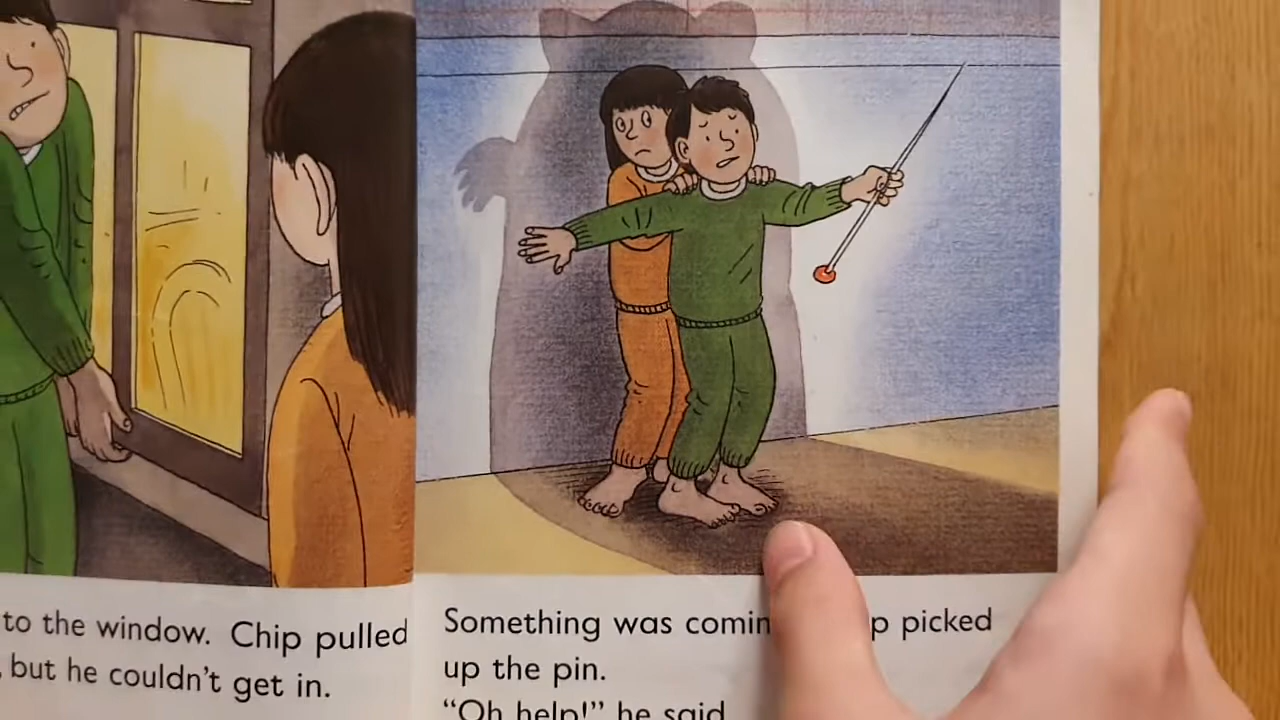 to the window. Chip pulled
, but he couldn't get in.
Something was comin p picked
up the pin.
"Oh help!" he said